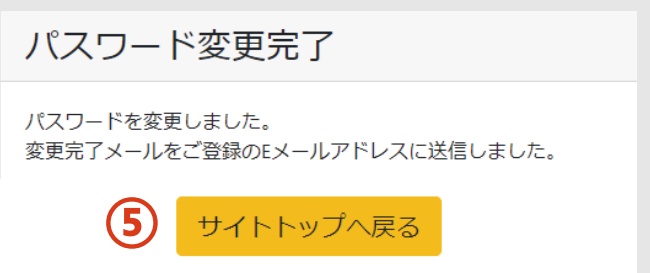 パスワード変更完了
パスワードを変更しました。
変更完了メールをご登録のEメールアドレスに送信しました。
⑤ サイトトップへ戻る